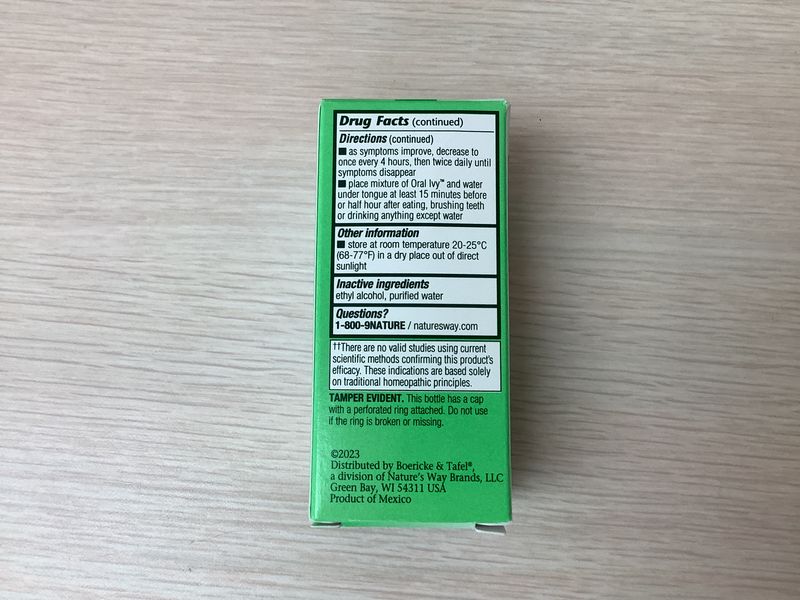 Drug Facts (continued)
Directions (continued)
■ as symptoms improve, decrease to
once every 4 hours, then twice daily until
symptoms disappear
■ place mixture of Oral Ivy™ and water
under tongue at least 15 minutes before
or half hour after eating, brushing teeth
or drinking anything except water
Other information
■ store at room temperature 20-25°C
(68-77°F) in a dry place out of direct
sunlight
Inactive ingredients
ethyl alcohol, purified water
Questions?
1-800-9NATURE / naturesway.com
††There are no valid studies using current
scientific methods confirming this product's
efficacy. These indications are based solely
on traditional homeopathic principles.
TAMPER EVIDENT. This bottle has a cap
with a perforated ring attached. Do not use
if the ring is broken or missing.
©2023
Distributed by Boericke & Tafel®,
a division of Nature's Way Brands, LLC
Green Bay, WI 54311 USA
Product of Mexico